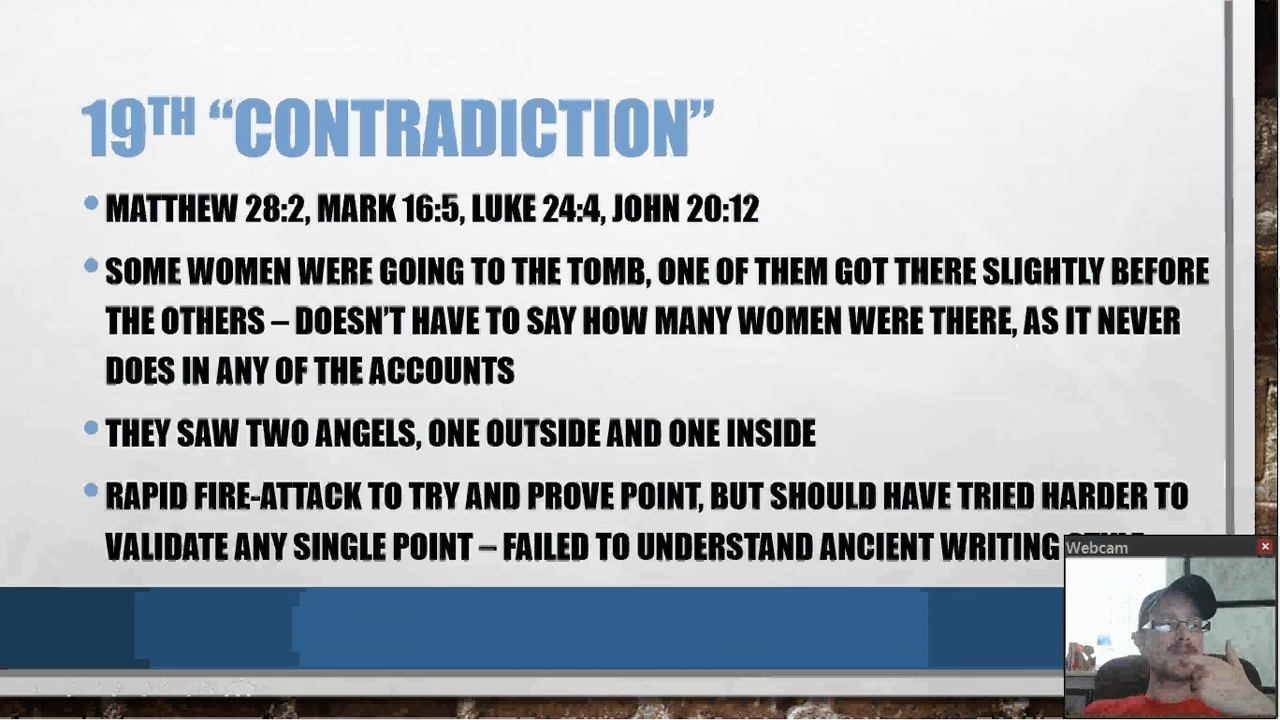 19TH “CONTRADICTION”
• MATTHEW 28:2, MARK 16:5, LUKE 24:4, JOHN 20:12
• SOME WOMEN WERE GOING TO THE TOMB, ONE OF THEM GOT THERE SLIGHTLY BEFORE
THE OTHERS – DOESN’T HAVE TO SAY HOW MANY WOMEN WERE THERE, AS IT NEVER
DOES IN ANY OF THE ACCOUNTS
• THEY SAW TWO ANGELS, ONE OUTSIDE AND ONE INSIDE
• RAPID FIRE-ATTACK TO TRY AND PROVE POINT, BUT SHOULD HAVE TRIED HARDER TO
VALIDATE ANY SINGLE POINT – FAILED TO UNDERSTAND ANCIENT WRITING
Webcam